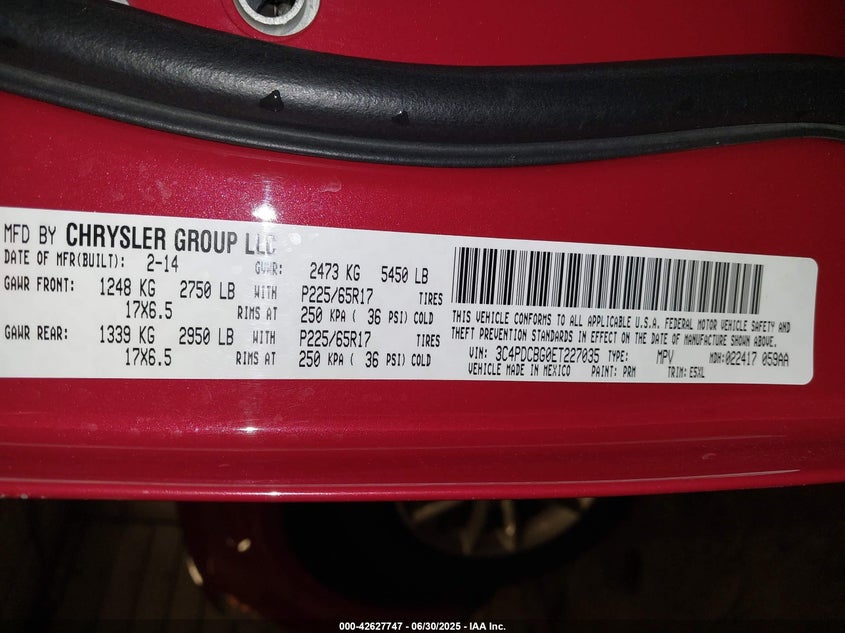 MFD BY CHRYSLER GROUP LLC
DATE OF MFR(BUILT): 2-14 GVWR: 2473 KG 5450 LB
GAWR FRONT: 1248 KG 2750 LB WITH P225/65R17 TIRES
17X6.5 RIMS AT 250 KPA ( 36 PSI) COLD
GAWR REAR: 1339 KG 2950 LB WITH P225/65R17 TIRES
17X6.5 RIMS AT 250 KPA ( 36 PSI) COLD
THIS VEHICLE CONFORMS TO ALL APPLICABLE U.S.A. FEDERAL MOTOR VEHICLE SAFETY AND
THEFT PREVENTION STANDARDS IN EFFECT ON THE DATE OF MANUFACTURE SHOWN ABOVE.
VIN: 3C4PDCBG0ET227035 TYPE: MPV MDH: 022417 059AA
VEHICLE MADE IN MEXICO PAINT: PRM TRIM: E5XL
000-42627747 - 06/30/2025 - IAA Inc.